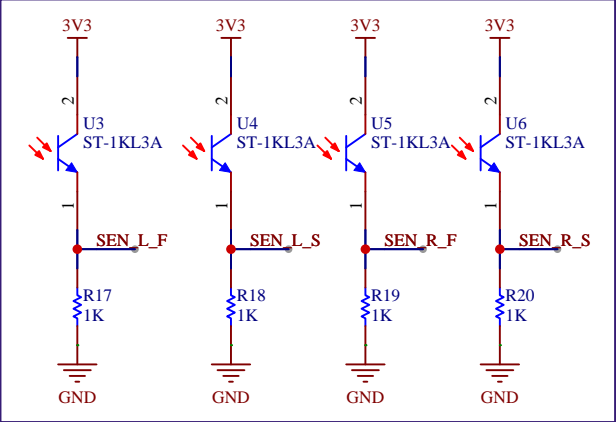 3V3 3V3 3V3 3V3
2 2 2 2
U3 U4 U5 U6
ST-1KL3A ST-1KL3A ST-1KL3A ST-1KL3A
1 1 1 1
SEN_L_F SEN_L_S SEN_R_F SEN_R_S
R17 R18 R19 R20
1K 1K 1K 1K
GND GND GND GND